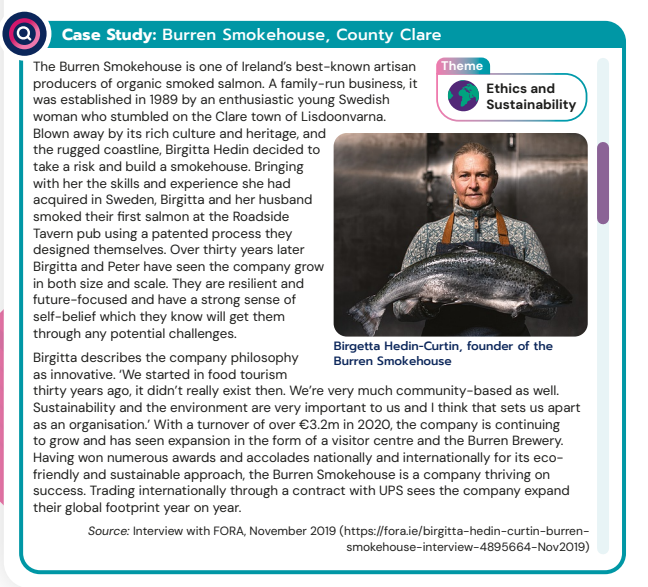 Case Study: Burren Smokehouse, County Clare
The Burren Smokehouse is one of Ireland's best-known artisan
producers of organic smoked salmon. A family-run business, it
was established in 1989 by an enthusiastic young Swedish
woman who stumbled on the Clare town of Lisdoonvarna.
Blown away by its rich culture and heritage, and
the rugged coastline, Birgitta Hedin decided to
take a risk and build a smokehouse. Bringing
with her the skills and experience she had
acquired in Sweden, Birgitta and her husband
smoked their first salmon at the Roadside
Tavern pub using a patented process they
designed themselves. Over thirty years later
Birgitta and Peter have seen the company grow
in both size and scale. They are resilient and
future-focused and have a strong sense of
self-belief which they know will get them
through any potential challenges.
Theme
Ethics and
Sustainability
Birgetta Hedin-Curtin, founder of the
Burren Smokehouse
Birgitta describes the company philosophy
as innovative. 'We started in food tourism
thirty years ago, it didn't really exist then. We're very much community-based as well.
Sustainability and the environment are very important to us and I think that sets us apart
as an organisation.' With a turnover of over €3.2m in 2020, the company is continuing
to grow and has seen expansion in the form of a visitor centre and the Burren Brewery.
Having won numerous awards and accolades nationally and internationally for its eco-
friendly and sustainable approach, the Burren Smokehouse is a company thriving on
success. Trading internationally through a contract with UPS sees the company expand
their global footprint year on year.
Source: Interview with FORA, November 2019 (https://fora.ie/birgitta-hedin-curtin-burren-
smokehouse-interview-4895664-Nov2019)